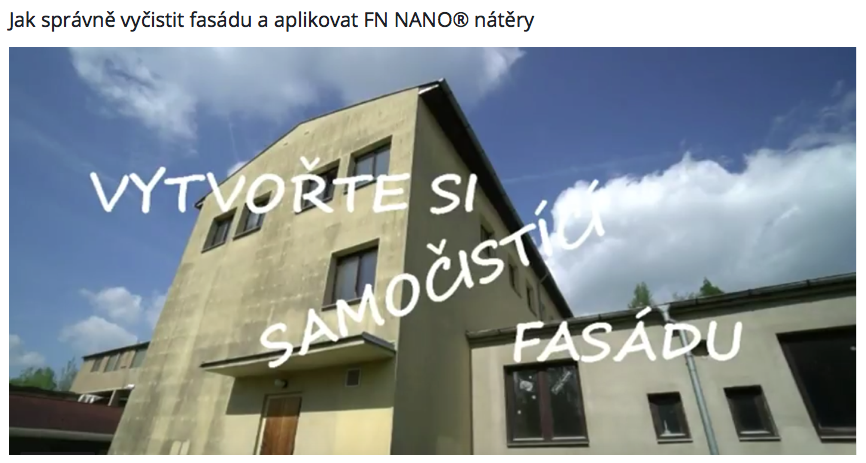 Jak správně vyčistit fasádu a aplikovat FN NANO® nátěry
VYTVOŘTE SI
SAMOČISTÍCÍ
FASÁDU